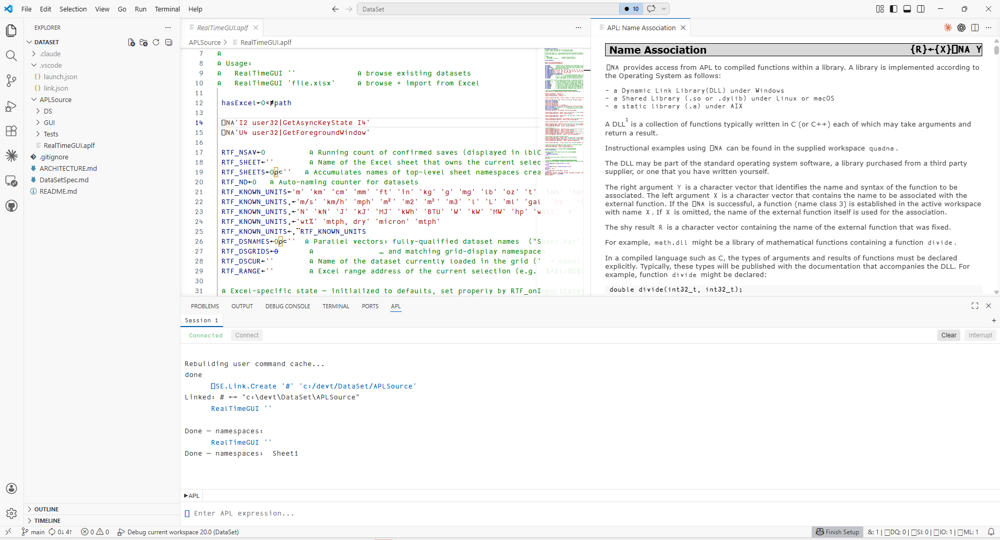 File Edit Selection View Go Run Terminal Help
DataSet
10
EXPLORER
DATASET
.claude
.vscode
launch.json
link.json
APLSource
DS
GUI
Tests
RealTimeGUI.aplf
.gitignore
ARCHITECTURE.md
DataSetSpec.md
README.md
OUTLINE
TIMELINE
RealTimeGUI.aplf
APLSource > RealTimeGUI.aplf
7 ⍝
8 ⍝ Usage:
9 ⍝   RealTimeGUI ''              ⍝ browse existing datasets
10 ⍝   RealTimeGUI 'file.xlsx'     ⍝ browse + import from Excel
11
12 hasExcel←0<≢path
13
14 ⎕NA'I2 user32|GetAsyncKeyState I4'
15 ⎕NA'U4 user32|GetForegroundWindow'
16
17 RTF_NSAV←0          ⍝ Running count of confirmed saves (displayed in lblC
18 RTF_SHEET←''        ⍝ Name of the Excel sheet that owns the current selec
19 RTF_SHEETS←0⍴⊂''   ⍝ Accumulates names of top-level sheet namespaces crea
20 RTF_ND←0   ⍝ Auto-naming counter for datasets
21 RTF_KNOWN_UNITS←'m' 'km' 'cm' 'mm' 'ft' 'in' 'kg' 'g' 'mg' 'lb' 'oz' 't' 'ton' 'ton
22 RTF_KNOWN_UNITS,←'m/s' 'km/h' 'mph' 'm²' 'm2' 'm³' 'm3' 'l' 'L' 'ml' 'gal' 'ha' '°C
23 RTF_KNOWN_UNITS,←'N' 'kN' 'J' 'kJ' 'MJ' 'kWh' 'BTU' 'W' 'kW' 'MW' 'hp' 'watt' 'V' '
24 RTF_KNOWN_UNITS,←'wt%' 'mtph, dry' 'micron' 'mtph'
25 RTF_KNOWN_UNITS←,¨RTF_KNOWN_UNITS
26 RTF_DSNAMES←0⍴⊂''  ⍝ Parallel vectors: fully-qualified dataset names  ("Sheet.Var")
27 RTF_DSGRIDS←⍬       ⍝               … and matching grid-display namespaces
28 RTF_DSCUR←''        ⍝ Name of the dataset currently loaded in the grid ('' = none)
29 RTF_RANGE←''        ⍝ Excel range address of the current selection (e.g. '$A$1:$D$5
30
31 ⍝ Excel-specific state — initialized to defaults, set properly by RTF_onImportExcel
APL: Name Association
Name Association {R}←{X}⎕NA Y
⎕NA provides access from APL to compiled functions within a library. A library is implemented according to
the Operating System as follows:
- a Dynamic Link Library(DLL) under Windows
- a Shared Library (.so or .dylib) under Linux or macOS
- a static library (.a) under AIX
A DLL1 is a collection of functions typically written in C (or C++) each of which may take arguments and
return a result.
Instructional examples using ⎕NA can be found in the supplied workspace quadna.
The DLL may be part of the standard operating system software, a library purchased from a third party
supplier, or one that you have written yourself.
The right argument Y is a character vector that identifies the name and syntax of the function to be
associated. The left argument X is a character vector that contains the name to be associated with the
external function. If the ⎕NA is successful, a function (name class 3) is established in the active workspace
with name X. If X is omitted, the name of the external function itself is used for the association.
The shy result R is a character vector containing the name of the external function that was fixed.
For example, math.dll might be a library of mathematical functions containing a function divide.
In a compiled language such as C, the types of arguments and results of functions must be declared
explicitly. Typically, these types will be published with the documentation that accompanies the DLL. For
example, function divide might be declared:
double divide(int32_t, int32_t);
PROBLEMS OUTPUT DEBUG CONSOLE TERMINAL PORTS APL
Session 1
Connected Connect Clear Interrupt
Rebuilding user command cache...
done
⎕SE.Link.Create '#' 'c:/devt/DataSet/APLSource'
Linked: # ←→ "c:\devt\DataSet\APLSource"
RealTimeGUI ''
Done — namespaces:
RealTimeGUI ''
Done — namespaces:  Sheet1
▶APL
Enter APL expression...
main 0↓ 4↑ 0 0 Debug current workspace 20.0 (DataSet) Finish Setup &: 1 | ⎕DQ: 0 | ⎕SI: 0 | ⎕IO: 1 | ⎕ML: 1